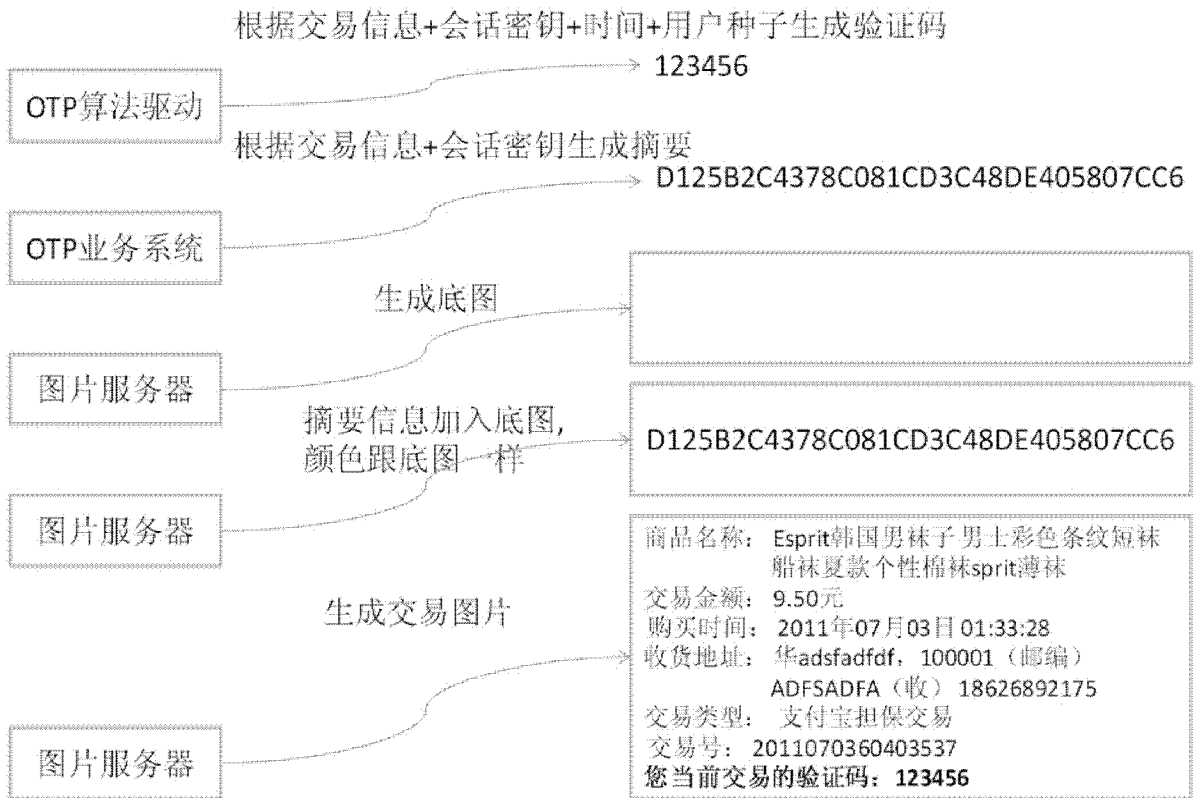 根据交易信息+会话密钥+时间+用户种子生成验证码
123456
OTP算法驱动
根据交易信息+会话密钥生成摘要
D125B2C4378C081CD3C48DE405807CC6
OTP业务系统
生成底图
图片服务器
摘要信息加入底图,
颜色跟底图一样
D125B2C4378C081CD3C48DE405807CC6
图片服务器
商品名称： Esprit韩国男袜子 男士彩色条纹短袜
船袜夏款个性棉袜sprit薄袜
交易金额： 9.50元
购买时间： 2011年07月03日 01:33:28
收货地址： 华adsfadfdf，100001（邮编）
ADFSADFA（收） 18626892175
交易类型： 支付宝担保交易
交易号： 2011070360403537
您当前交易的验证码：123456
生成交易图片
图片服务器